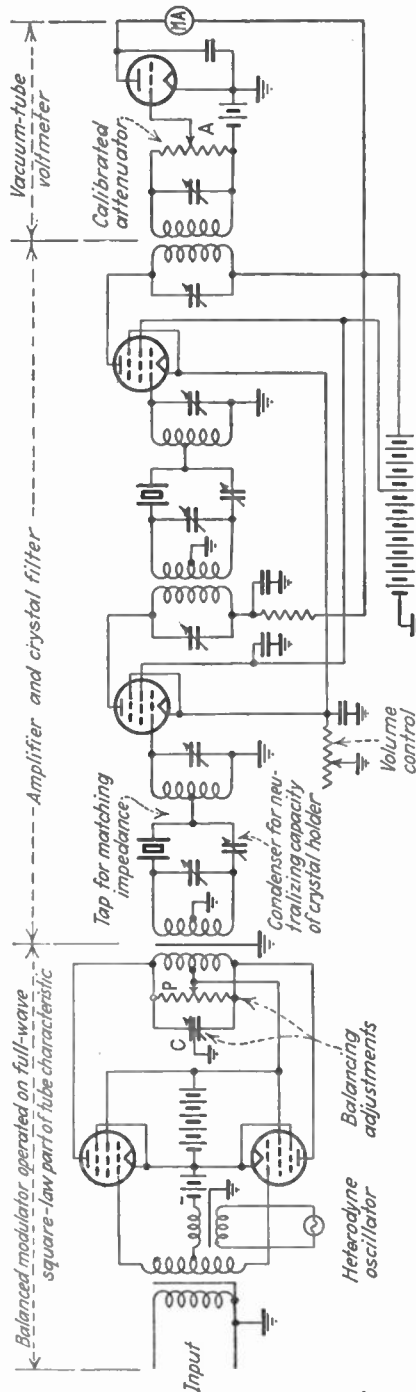 Balanced modulator operated on full-wave
square-law part of tube characteristic
Amplifier and crystal filter
Vacuum-tube
voltmeter
Input
Heterodyne
oscillator
C
P
Balancing
adjustments
Tap for matching
impedance
Condenser for neu-
tralizing capacity
of crystal holder
Volume
control
Calibrated
attenuator
A
MA